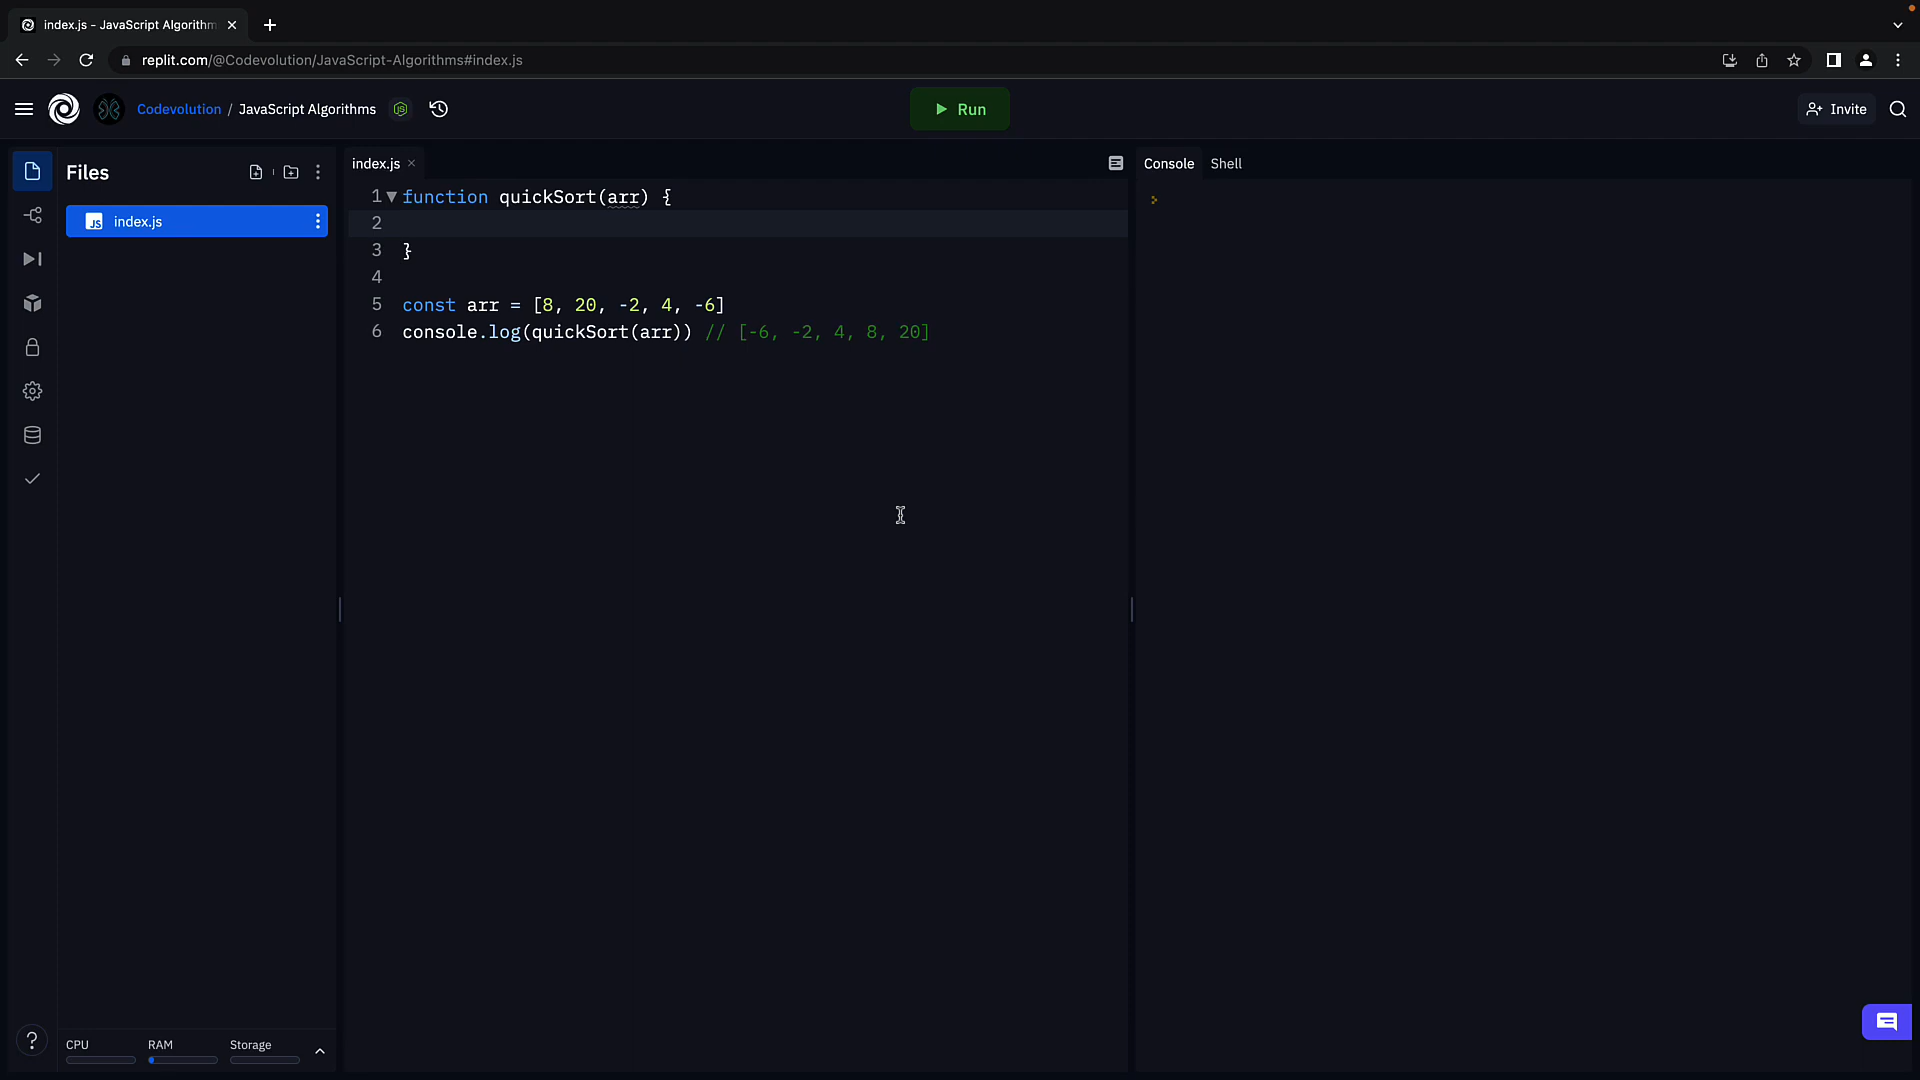 index.js - JavaScript Algorithm
replit.com/@Codevolution/JavaScript-Algorithms#index.js
Codevolution / JavaScript Algorithms
Run
Invite
Files
index.js
JS index.js
Console
Shell
1 function quickSort(arr) {
2
3 }
4
5 const arr = [8, 20, -2, 4, -6]
6 console.log(quickSort(arr)) // [-6, -2, 4, 8, 20]
CPU
RAM
Storage